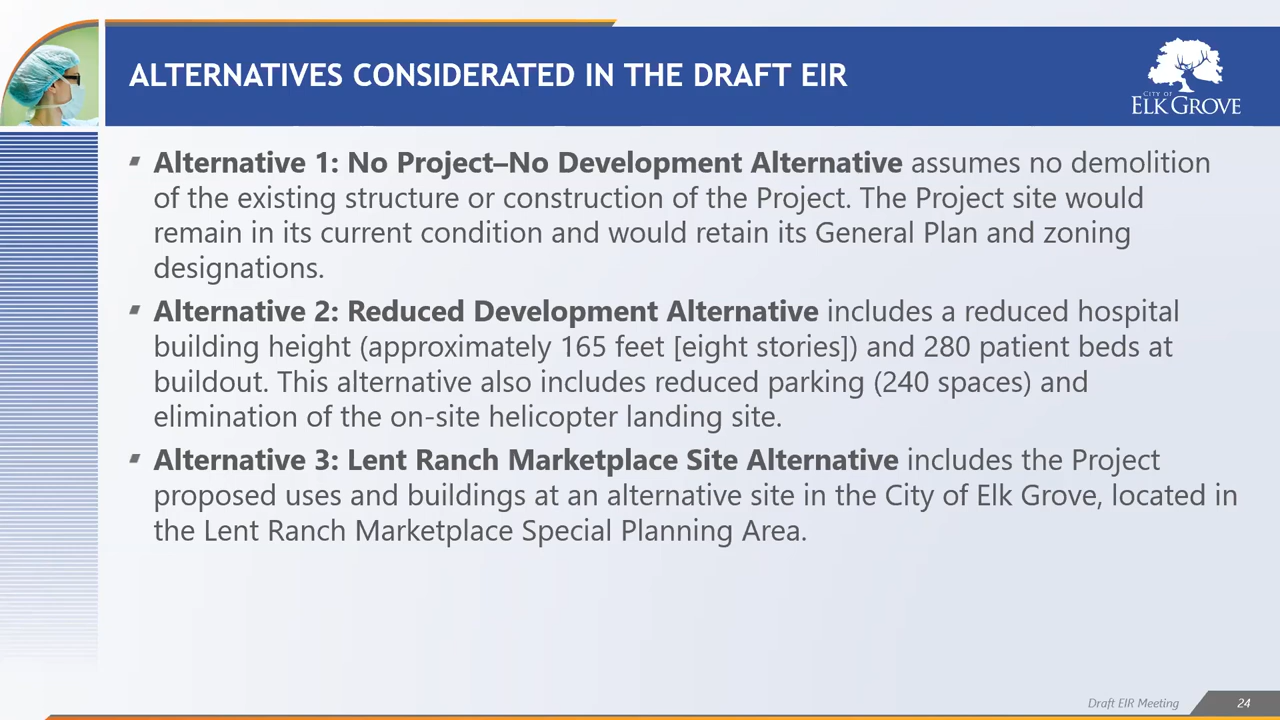 ALTERNATIVES CONSIDERATED IN THE DRAFT EIR
CITY OF
ELK GROVE
Alternative 1: No Project–No Development Alternative assumes no demolition
of the existing structure or construction of the Project. The Project site would
remain in its current condition and would retain its General Plan and zoning
designations.
Alternative 2: Reduced Development Alternative includes a reduced hospital
building height (approximately 165 feet [eight stories]) and 280 patient beds at
buildout. This alternative also includes reduced parking (240 spaces) and
elimination of the on-site helicopter landing site.
Alternative 3: Lent Ranch Marketplace Site Alternative includes the Project
proposed uses and buildings at an alternative site in the City of Elk Grove, located in
the Lent Ranch Marketplace Special Planning Area.
Draft EIR Meeting
24